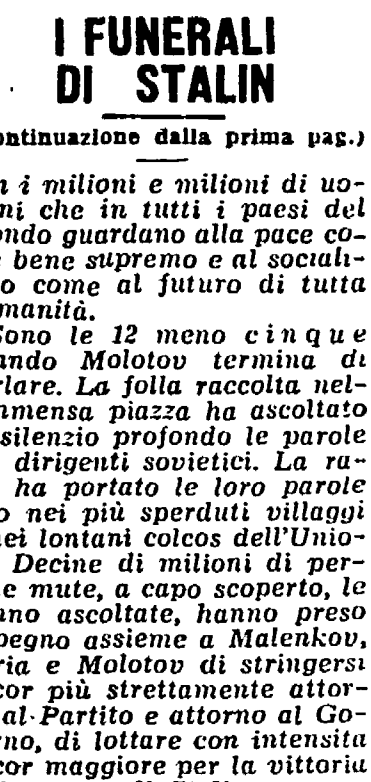 I FUNERALI
DI STALIN
ontinuazione dalla prima pag.)
n i milioni e milioni di uo-
ni che in tutti i paesi del
ondo guardano alla pace co-
e bene supremo e al sociali-
o come al futuro di tutta
manità.
Sono le 12 meno cinque
ando Molotov termina di
rlare. La folla raccolta nel-
mmensa piazza ha ascoltato
silenzio profondo le parole
dirigenti sovietici. La ra-
ha portato le loro parole
o nei più sperduti villaggi
nei lontani colcos dell'Unio-
Decine di milioni di per-
e mute, a capo scoperto, le
nno ascoltate, hanno preso
pegno assieme a Malenkov,
ria e Molotov di stringersi
cor più strettamente attor-
al Partito e attorno al Go-
rno, di lottare con intensità
cor maggiore per la vittoria